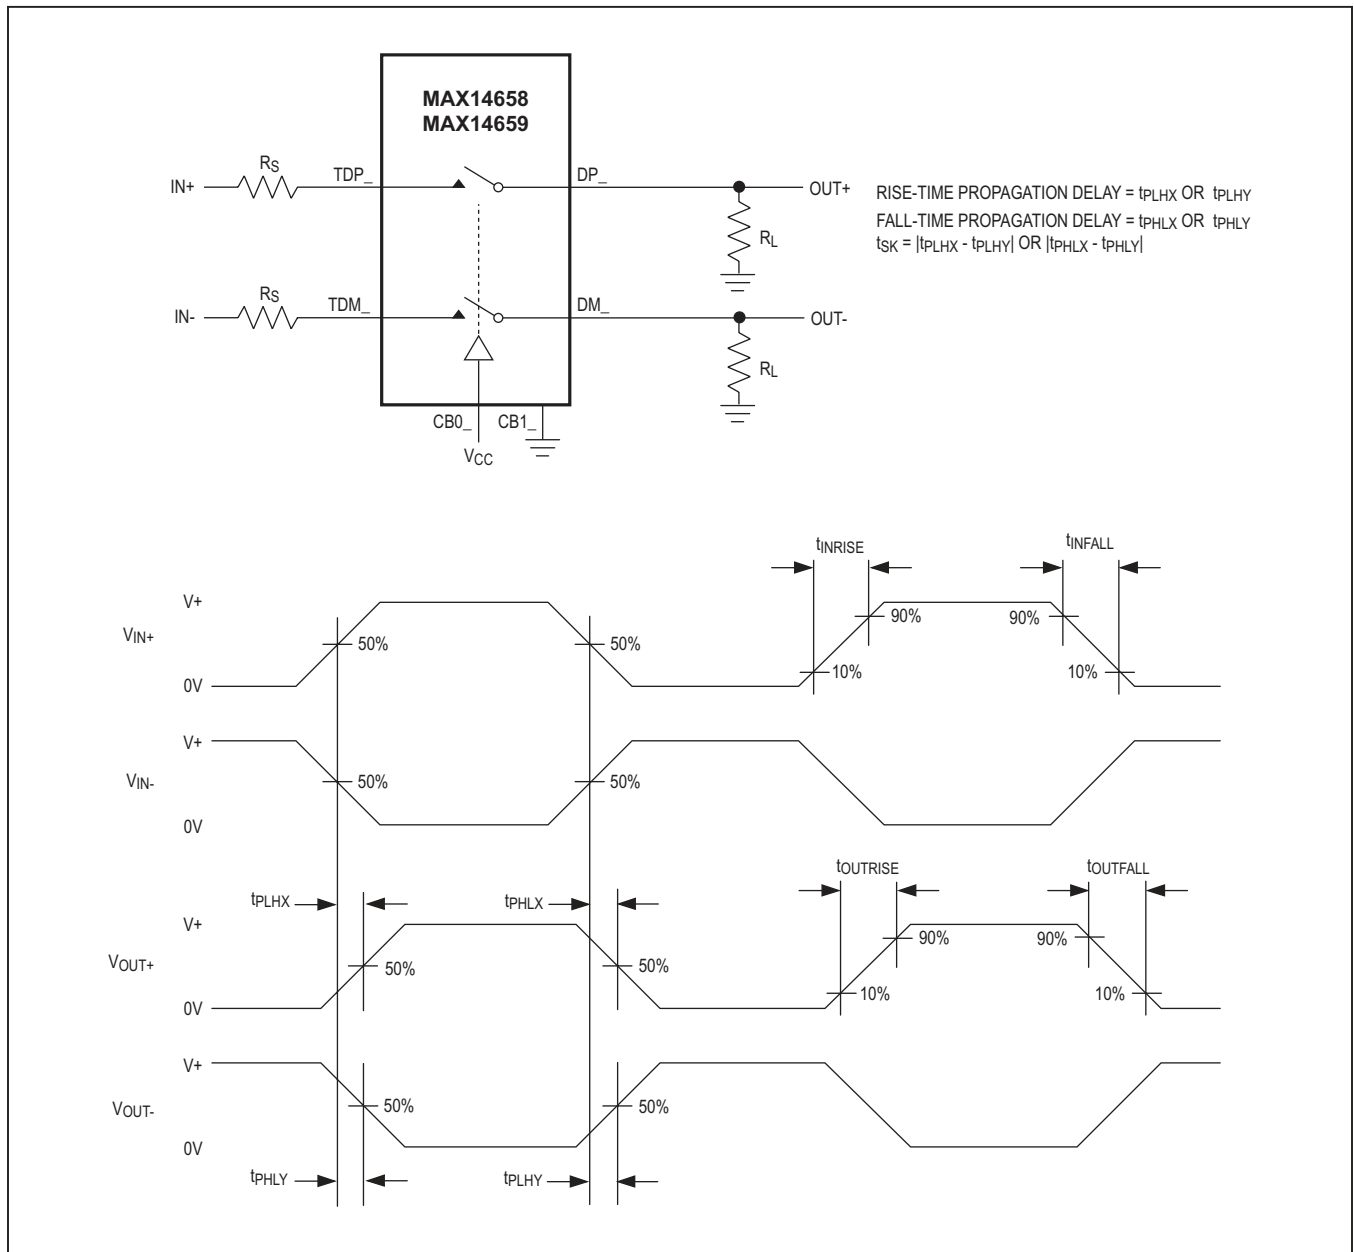 MAX14658
MAX14659
RS
TDP_
DP_
IN+
OUT+
RISE-TIME PROPAGATION DELAY = tPLHX OR tPLHY
FALL-TIME PROPAGATION DELAY = tPHLX OR tPHLY
tSK = |tPLHX - tPLHY| OR |tPHLX - tPHLY|
RL
RS
TDM_
DM_
IN-
OUT-
RL
CB0_
CB1_
VCC
tINRISE
tINFALL
V+
90%
90%
VIN+
50%
50%
10%
10%
0V
V+
VIN-
50%
50%
0V
tOUTRISE
tOUTFALL
tPLHX
tPHLX
V+
90%
90%
VOUT+
50%
50%
10%
10%
0V
V+
VOUT-
50%
50%
0V
tPHLY
tPLHY